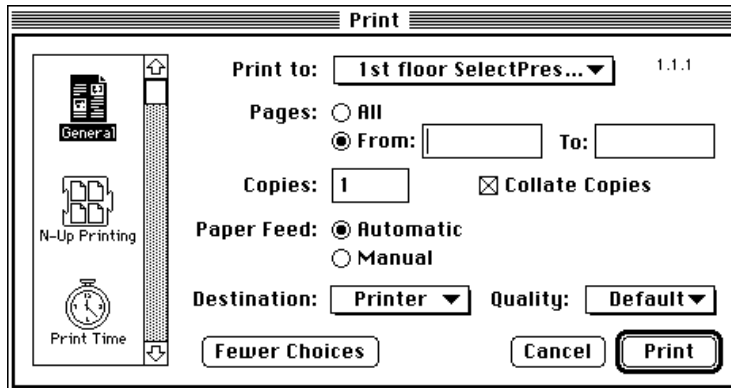 Print
General
N-Up Printing
Print Time
Print to: 1st floor SelectPres... 1.1.1
Pages: All
From: To:
Copies: 1 Collate Copies
Paper Feed: Automatic
Manual
Destination: Printer Quality: Default
Fewer Choices Cancel Print